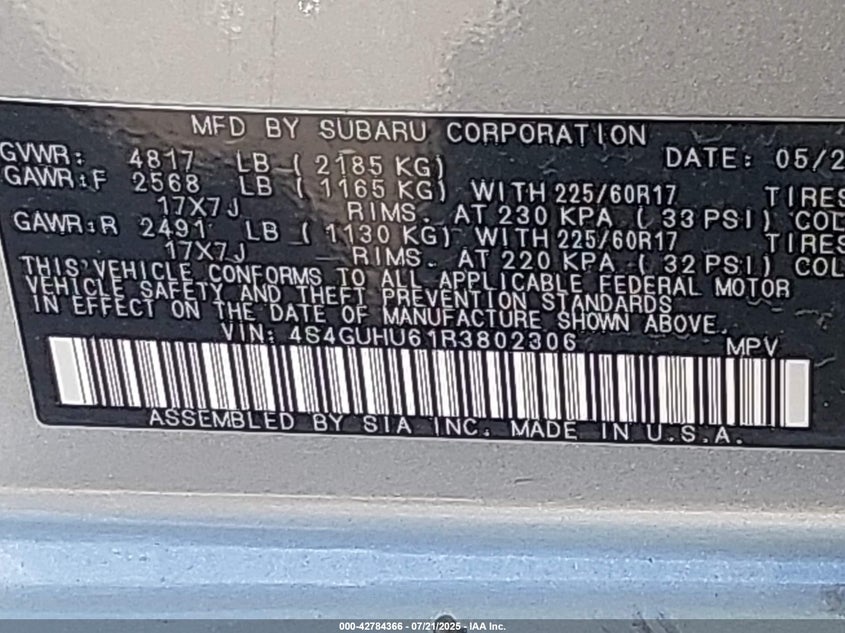 MFD BY SUBARU CORPORATION
GVWR: 4817 LB ( 2185 KG) DATE: 05/2
GAWR:F 2568 LB ( 1165 KG) WITH 225/60R17 TIRES
17X7J RIMS. AT 230 KPA ( 33 PSI) COL
GAWR:R 2491 LB ( 1130 KG) WITH 225/60R17 TIRES
17X7J RIMS. AT 220 KPA ( 32 PSI) COL
THIS VEHICLE CONFORMS TO ALL APPLICABLE FEDERAL MOTOR
VEHICLE SAFETY AND THEFT PREVENTION STANDARDS
IN EFFECT ON THE DATE OF MANUFACTURE SHOWN ABOVE.
VIN: 4S4GUHU61R3802306 MPV
ASSEMBLED BY SIA INC. MADE IN U.S.A.
000-42784366 - 07/21/2025 - IAA Inc.